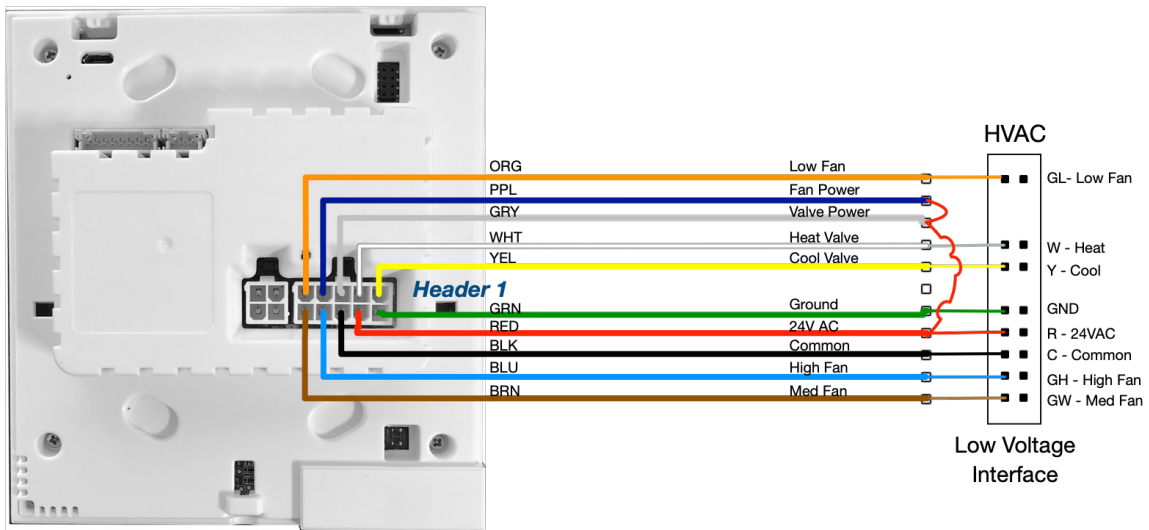 HVAC
ORG Low Fan
GL- Low Fan
PPL Fan Power
GRY Valve Power
WHT Heat Valve
W - Heat
YEL Cool Valve
Y - Cool
Header 1
GRN Ground
GND
RED 24V AC
R - 24VAC
BLK Common
C - Common
BLU High Fan
GH - High Fan
BRN Med Fan
GW - Med Fan
Low Voltage
Interface